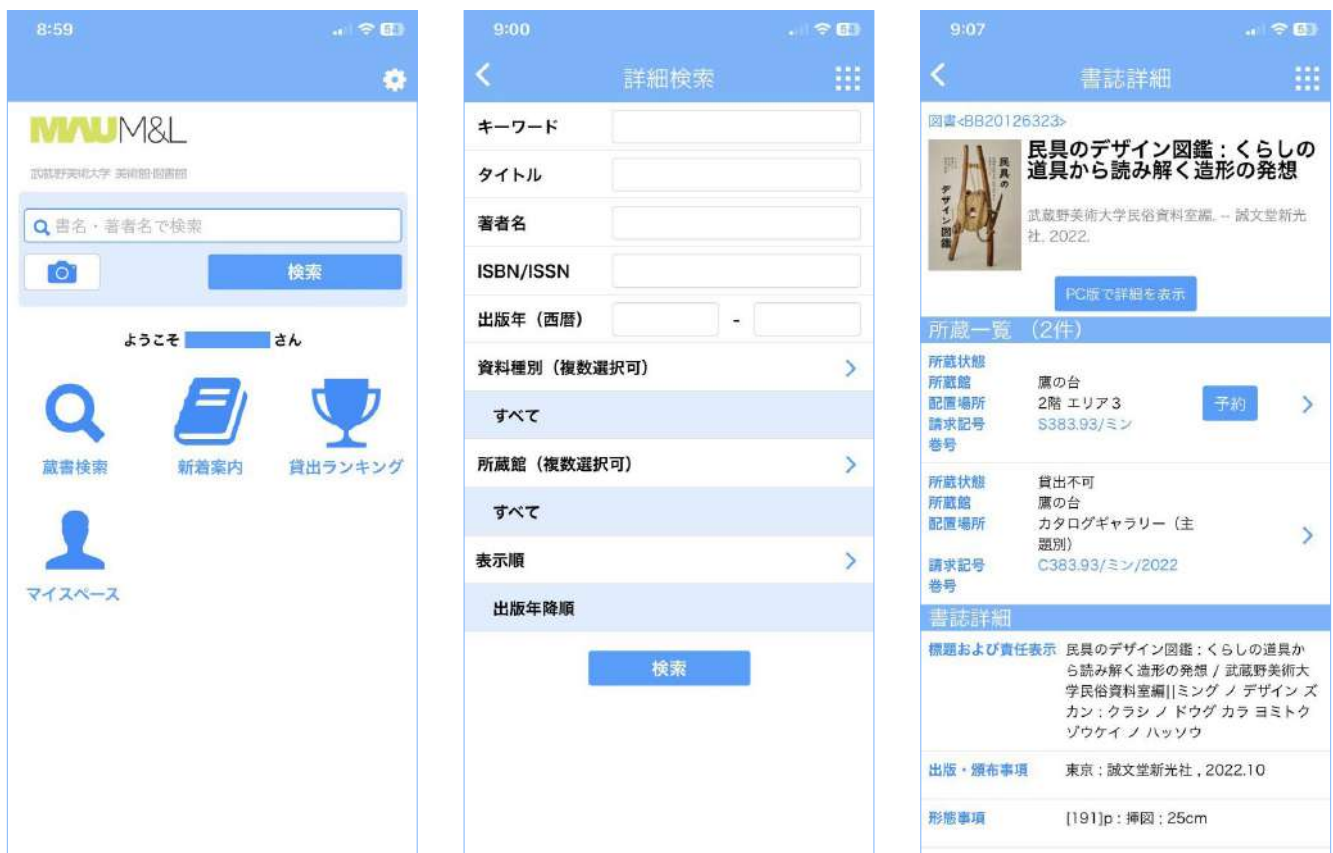 8:59
MAU M&L
武蔵野美術大学 美術館・図書館
書名・著者名で検索
検索
ようこそ
さん
蔵書検索
新着案内
貸出ランキング
マイスペース
9:00
詳細検索
キーワード
タイトル
著者名
ISBN/ISSN
出版年（西暦）
-
資料種別（複数選択可）
すべて
所蔵館（複数選択可）
すべて
表示順
出版年降順
検索
9:07
書誌詳細
図書<BB20126323>
民具のデザイン図鑑
民具のデザイン図鑑 : くらしの
道具から読み解く造形の発想
武蔵野美術大学民俗資料室編. -- 誠文堂新光
社, 2022.
PC版で詳細を表示
所蔵一覧 （2件）
所蔵状態
所蔵館 鷹の台
配置場所 2階 エリア３
予約
請求記号 S383.93/ミン
巻号
所蔵状態 貸出不可
所蔵館 鷹の台
配置場所 カタログギャラリー（主
題別）
請求記号 C383.93/ミン/2022
巻号
書誌詳細
標題および責任表示 民具のデザイン図鑑 : くらしの道具か
ら読み解く造形の発想 / 武蔵野美術大
学民俗資料室編||ミング ノ デザイン ズ
カン : クラシ ノ ドウグ カラ ヨミトク
ゾウケイ ノ ハッソウ
出版・頒布事項 東京 : 誠文堂新光社 , 2022.10
形態事項 [191]p : 挿図 ; 25cm